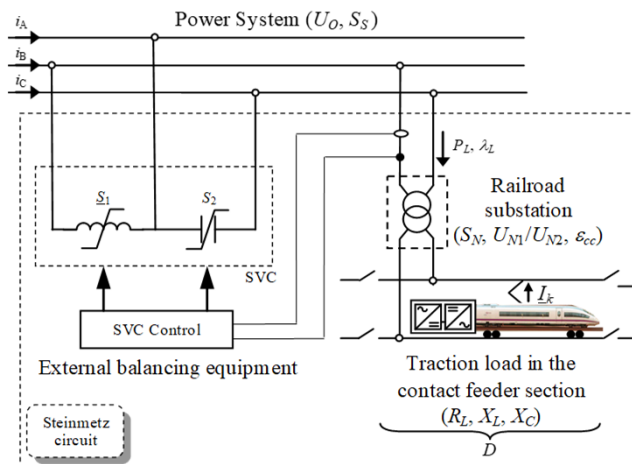 Power System (U_O, S_S)
i_A
i_B
i_C
P_L, λ_L
S_1
S_2
SVC
Railroad
substation
(S_N, U_N1/U_N2, ε_cc)
I_k
SVC Control
External balancing equipment
Traction load in the
contact feeder section
(R_L, X_L, X_C)
D
Steinmetz
circuit